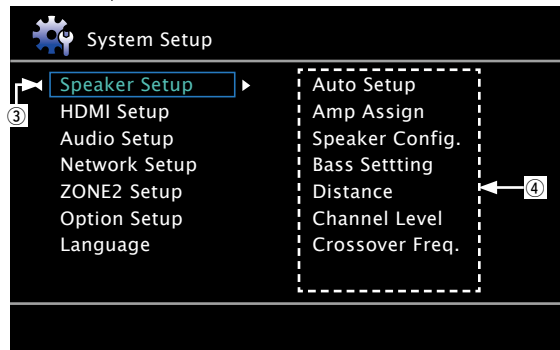 System Setup
③
Speaker Setup
HDMI Setup
Audio Setup
Network Setup
ZONE2 Setup
Option Setup
Language
Auto Setup
Amp Assign
Speaker Config.
Bass Settting
Distance
Channel Level
Crossover Freq.
④